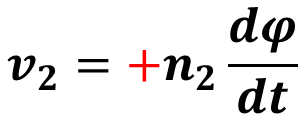 v₂ = +n₂ dφ/dt